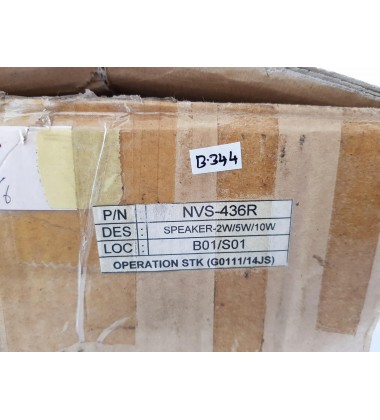 B·344
P/N : NVS-436R
DES : SPEAKER-2W/5W/10W
LOC : B01/S01
OPERATION STK (G0111/14JS)